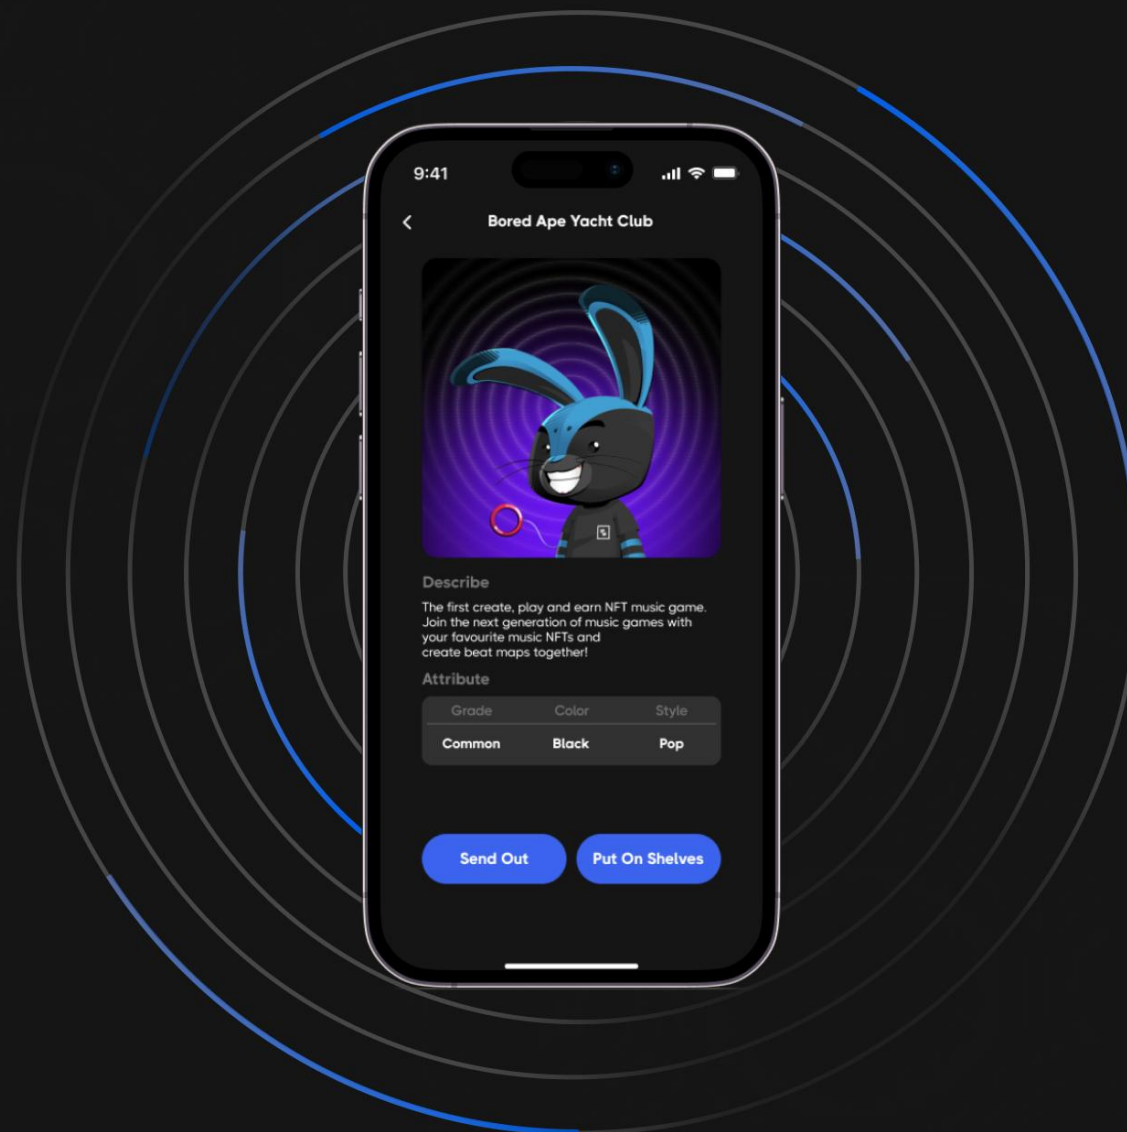 9:41
Bored Ape Yacht Club
Describe
The first create, play and earn NFT music game.
Join the next generation of music games with
your favourite music NFTs and
create beat maps together!
Attribute
Grade Color Style
Common Black Pop
Send Out Put On Shelves